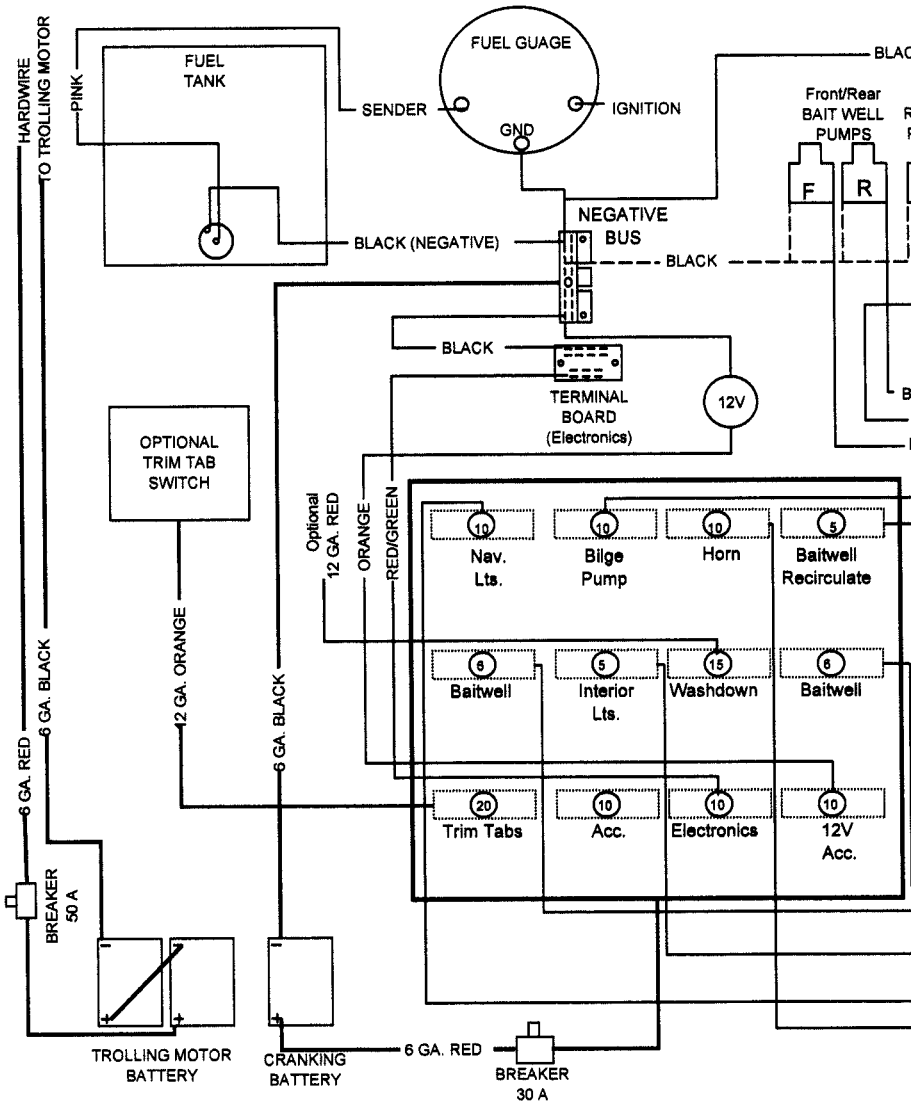 HARDWIRE
TO TROLLING MOTOR
PINK
FUEL
TANK
FUEL GUAGE
SENDER
IGNITION
GND
BLAC
Front/Rear
BAIT WELL
PUMPS
F
R
NEGATIVE
BUS
BLACK (NEGATIVE)
BLACK
BLACK
TERMINAL
BOARD
(Electronics)
12V
OPTIONAL
TRIM TAB
SWITCH
Optional
12 GA. RED
ORANGE
RED/GREEN
10
Nav.
Lts.
10
Bilge
Pump
10
Horn
5
Baitwell
Recirculate
6
Baitwell
5
Interior
Lts.
15
Washdown
6
Baitwell
20
Trim Tabs
10
Acc.
10
Electronics
10
12V
Acc.
6 GA. RED
6 GA. BLACK
12 GA. ORANGE
6 GA. BLACK
BREAKER
50 A
-
-
-
+
+
+
TROLLING MOTOR
BATTERY
CRANKING
BATTERY
6 GA. RED
BREAKER
30 A